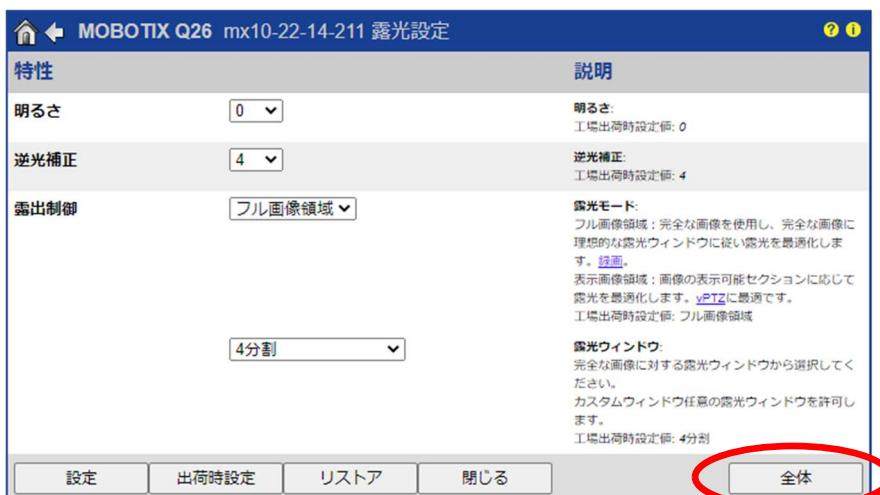 MOBOTIX Q26 mx10-22-14-211 露光設定
特性 説明
明るさ 0
明るさ:
工場出荷時設定値: 0
逆光補正 4
逆光補正:
工場出荷時設定値: 4
露出制御 フル画像領域
露光モード:
フル画像領域：完全な画像を使用し、完全な画像に
理想的な露光ウィンドウに従い露光を最適化しま
す。録画。
表示画像領域：画像の表示可能セクションに応じて
露光を最適化します。vPTZに最適です。
工場出荷時設定値: フル画像領域
4分割
露光ウィンドウ:
完全な画像に対する露光ウィンドウから選択してく
ださい。
カスタムウィンドウ任意の露光ウィンドウを許可し
ます。
工場出荷時設定値: 4分割
設定 出荷時設定 リストア 閉じる 全体